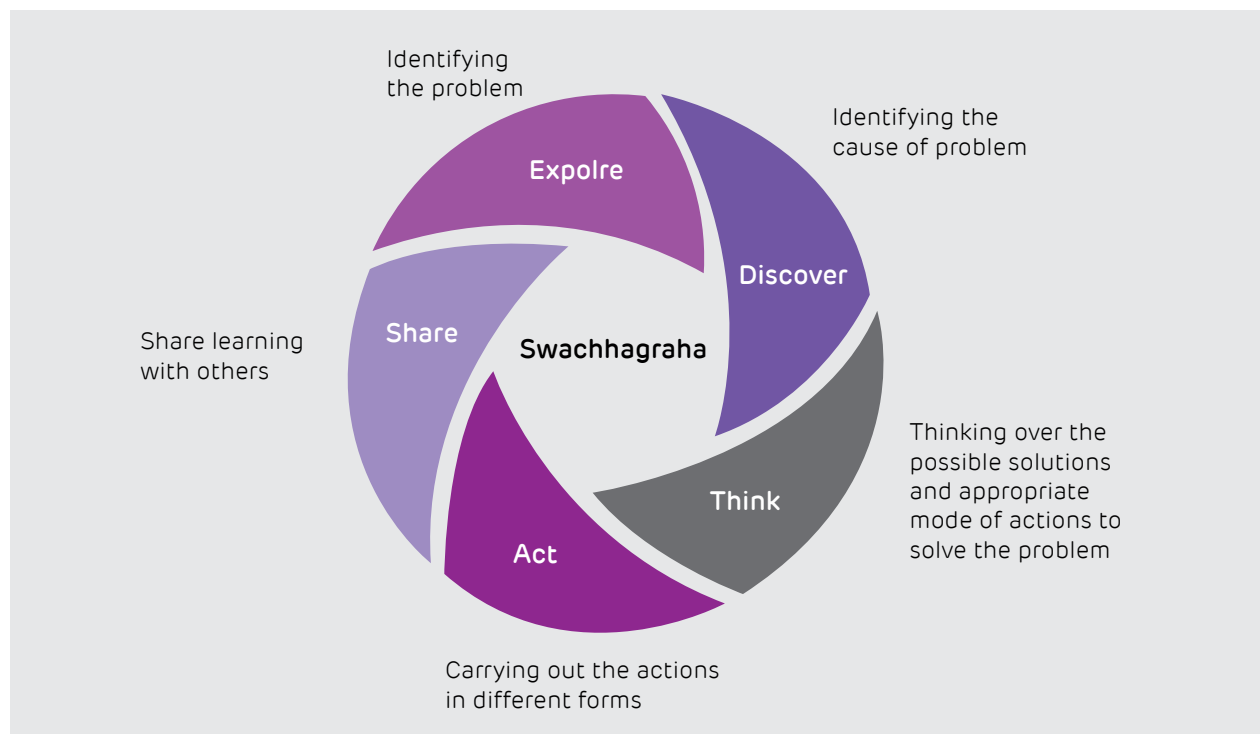 Identifying
the problem
Expolre
Identifying the
cause of problem
Discover
Thinking over the
possible solutions
and appropriate
mode of actions to
solve the problem
Think
Carrying out the actions
in different forms
Act
Share learning
with others
Share
Swachhagraha